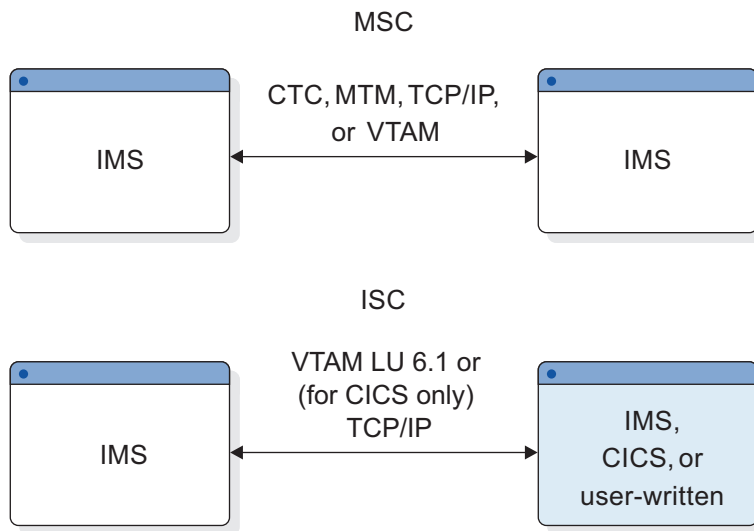 MSC
CTC, MTM, TCP/IP,
or VTAM
IMS
IMS
ISC
VTAM LU 6.1 or
(for CICS only)
TCP/IP
IMS
IMS,
CICS, or
user-written